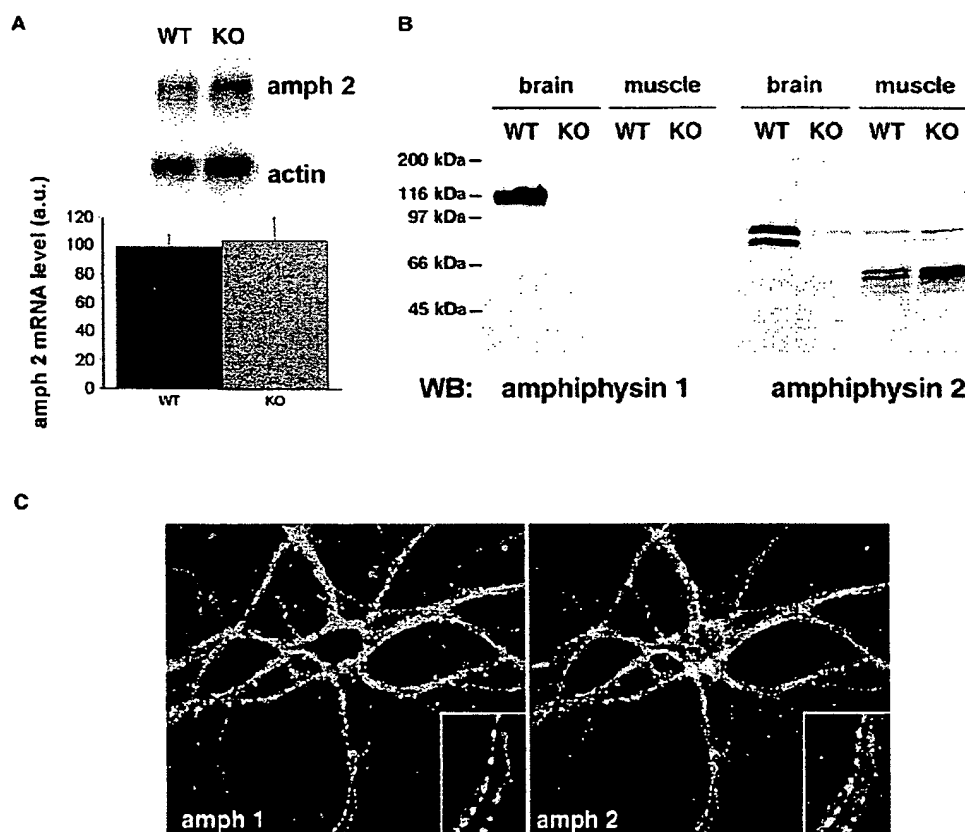 A
WT KO
amph 2
actin
amph 2 mRNA level (a.u.)
120
100
80
60
40
20
0
WT KO
B
brain muscle brain muscle
WT KO WT KO WT KO WT KO
200 kDa
116 kDa
97 kDa
66 kDa
45 kDa
WB: amphiphysin 1 amphiphysin 2
C
amph 1 amph 2